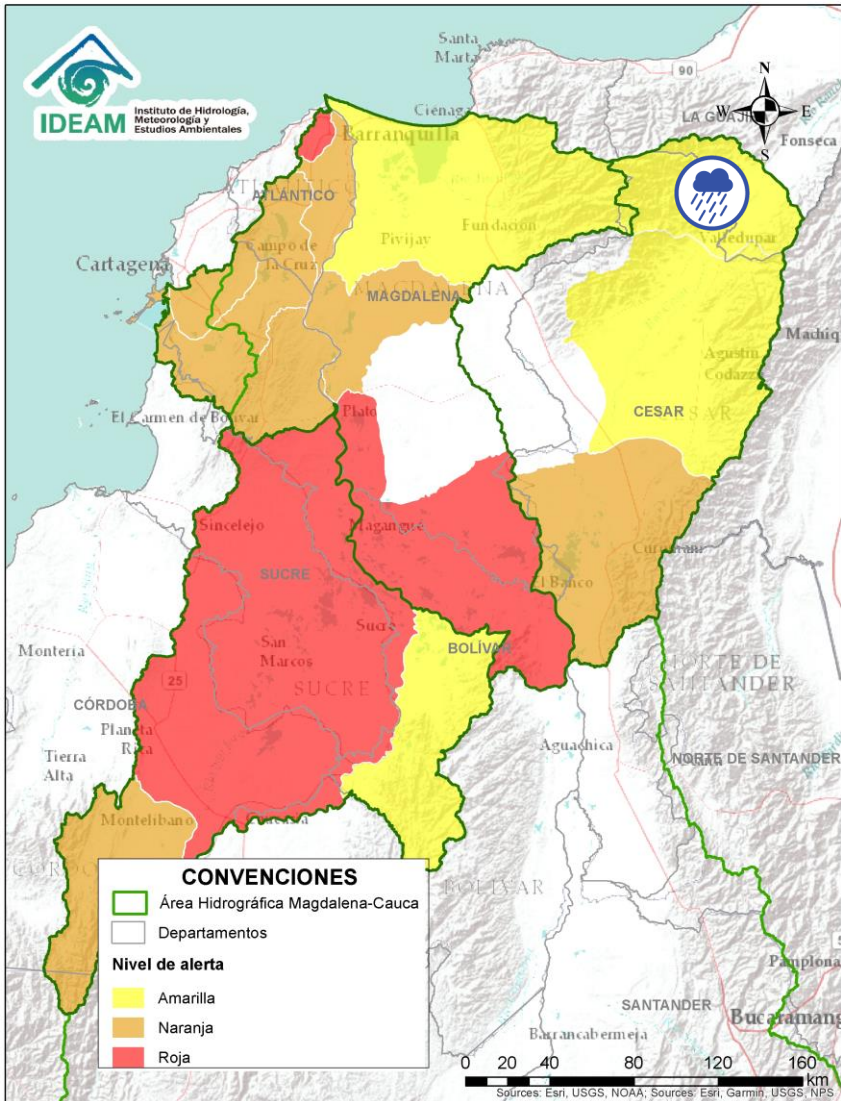 IDEAM
Instituto de Hidrología,
Meteorología y
Estudios Ambientales
Santa
Marta
90
N
W
E
S
LA GUAJI
Fonseca
Ciénaga
Barranquilla
ATLÁNTICO
Fundación
Pivijay
Valledupar
Campo de
la Cruz
Cartagena
MAGDALENA
Machiq
Agustín
Codazzi
CESAR
El Carmen de Bolívar
Plato
Sincelejo
Magangué
SUCRE
El Banco
Sucre
San
Marcos
BOLÍVAR
Montería
SUCRE
25
NORTE DE
SANTANDER
CÓRDOBA
Planeta
Rica
Tierra
Alta
Aguachica
NORTE DE SANTANDER
Montelíbano
Caucasia
BOLÍVAR
CONVENCIONES
Área Hidrográfica Magdalena-Cauca
Departamentos
Nivel de alerta
Amarilla
Naranja
Roja
Pamplona
SANTANDER
Bucaramang
Barrancabermeja
0 20 40 80 120 160
km
Sources: Esri, USGS, NOAA; Sources: Esri, Garmin, USGS, NPS